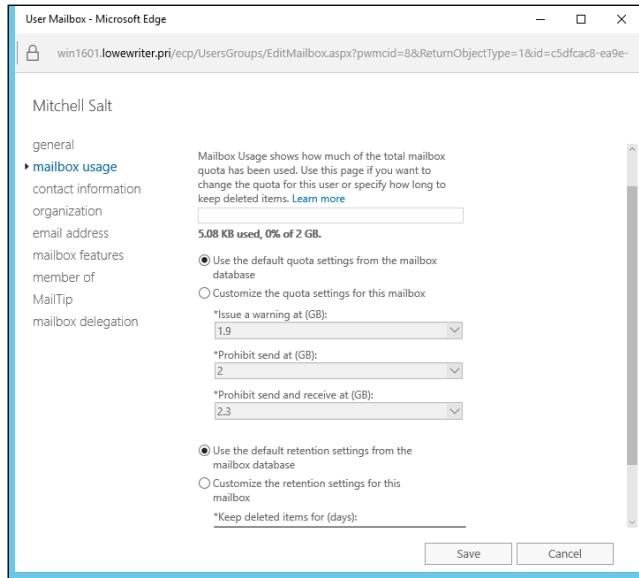 User Mailbox - Microsoft Edge
win1601.lowewriter.pri/ecp/UsersGroups/EditMailbox.aspx?pwmcid=8&ReturnObjectType=1&id=c5dfcac8-ea9e-
Mitchell Salt
general
mailbox usage
contact information
organization
email address
mailbox features
member of
MailTip
mailbox delegation
Mailbox Usage shows how much of the total mailbox
quota has been used. Use this page if you want to
change the quota for this user or specify how long to
keep deleted items. Learn more
5.08 KB used, 0% of 2 GB.
Use the default quota settings from the mailbox
database
Customize the quota settings for this mailbox
*Issue a warning at (GB):
1.9
*Prohibit send at (GB):
2
*Prohibit send and receive at (GB):
2.3
Use the default retention settings from the
mailbox database
Customize the retention settings for this
mailbox
*Keep deleted items for (days):
Save
Cancel